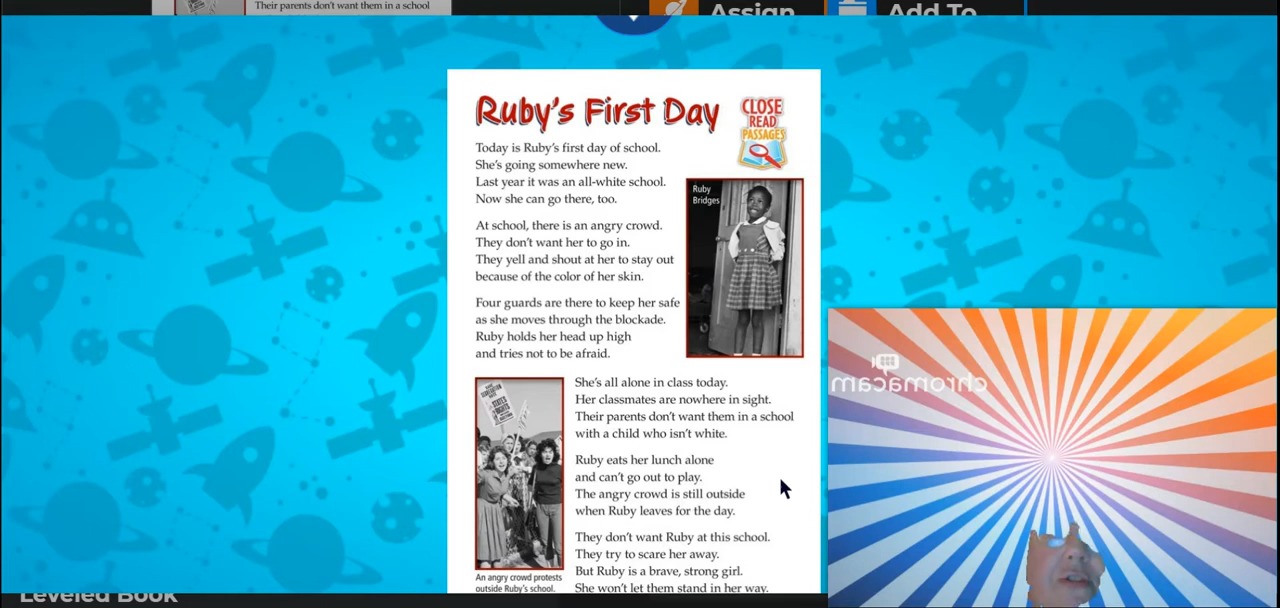 Their parents don't want them in a school
Assign
Add To
Ruby's First Day
CLOSE
READ
PASSAGES
Today is Ruby's first day of school.
She's going somewhere new.
Last year it was an all-white school.
Now she can go there, too.
Ruby
Bridges
At school, there is an angry crowd.
They don't want her to go in.
They yell and shout at her to stay out
because of the color of her skin.
Four guards are there to keep her safe
as she moves through the blockade.
Ruby holds her head up high
and tries not to be afraid.
She's all alone in class today.
Her classmates are nowhere in sight.
Their parents don't want them in a school
with a child who isn't white.
Ruby eats her lunch alone
and can't go out to play.
The angry crowd is still outside
when Ruby leaves for the day.
They don't want Ruby at this school.
They try to scare her away.
But Ruby is a brave, strong girl.
She won't let them stand in her way.
An angry crowd protests
outside Ruby's school.
chromacam
Leveled Book